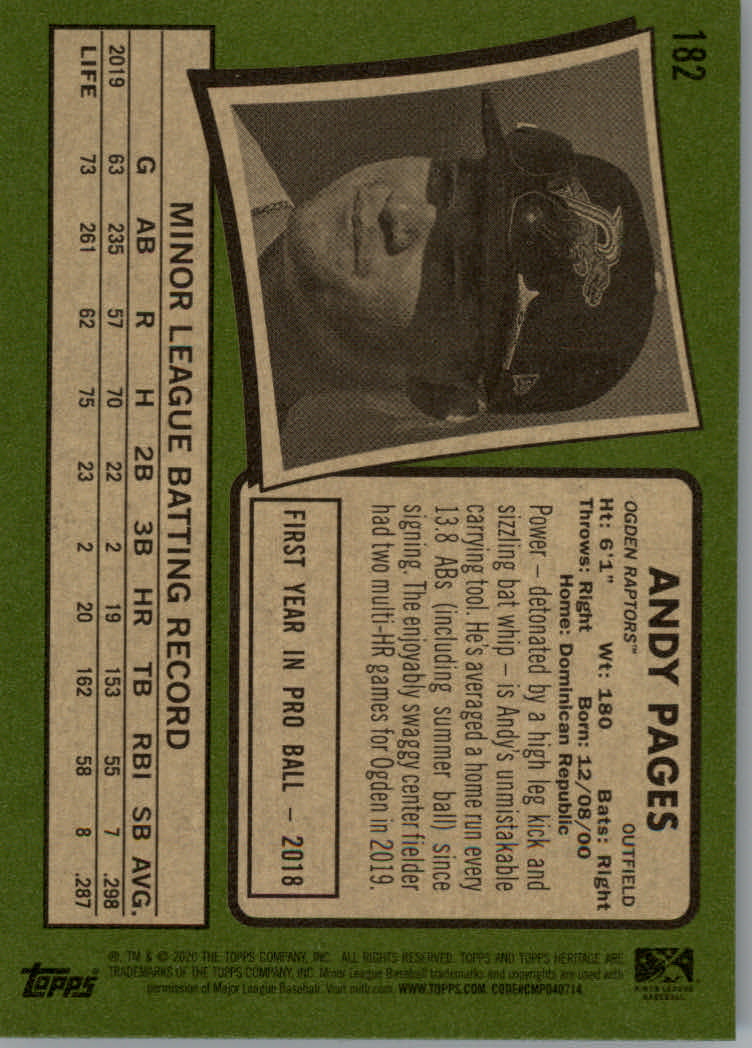 182
ANDY PAGES
OGDEN RAPTORS™ OUTFIELD
Ht: 6'1" Wt: 180 Bats: Right
Throws: Right Born: 12/08/00
Home: Dominican Republic
Power – detonated by a high leg kick and
sizzling bat whip – is Andy's unmistakable
carrying tool. He's averaged a home run every
13.8 ABs (including summer ball) since
signing. The enjoyably swaggy center fielder
had two multi-HR games for Ogden in 2019.
FIRST YEAR IN PRO BALL – 2018
MINOR LEAGUE BATTING RECORD
G AB R H 2B 3B HR TB RBI SB AVG.
2019 63 235 57 70 22 2 19 153 55 7 .298
LIFE 73 261 62 75 23 2 20 162 58 8 .287
MINOR LEAGUE
BASEBALL
®, TM & © 2020 THE TOPPS COMPANY, INC. ALL RIGHTS RESERVED. TOPPS AND TOPPS HERITAGE ARE
TRADEMARKS OF THE TOPPS COMPANY, INC. Minor League Baseball trademarks and copyrights are used with
permission of Major League Baseball. Visit milb.com. WWW.TOPPS.COM CODE#CMP040714
Topps